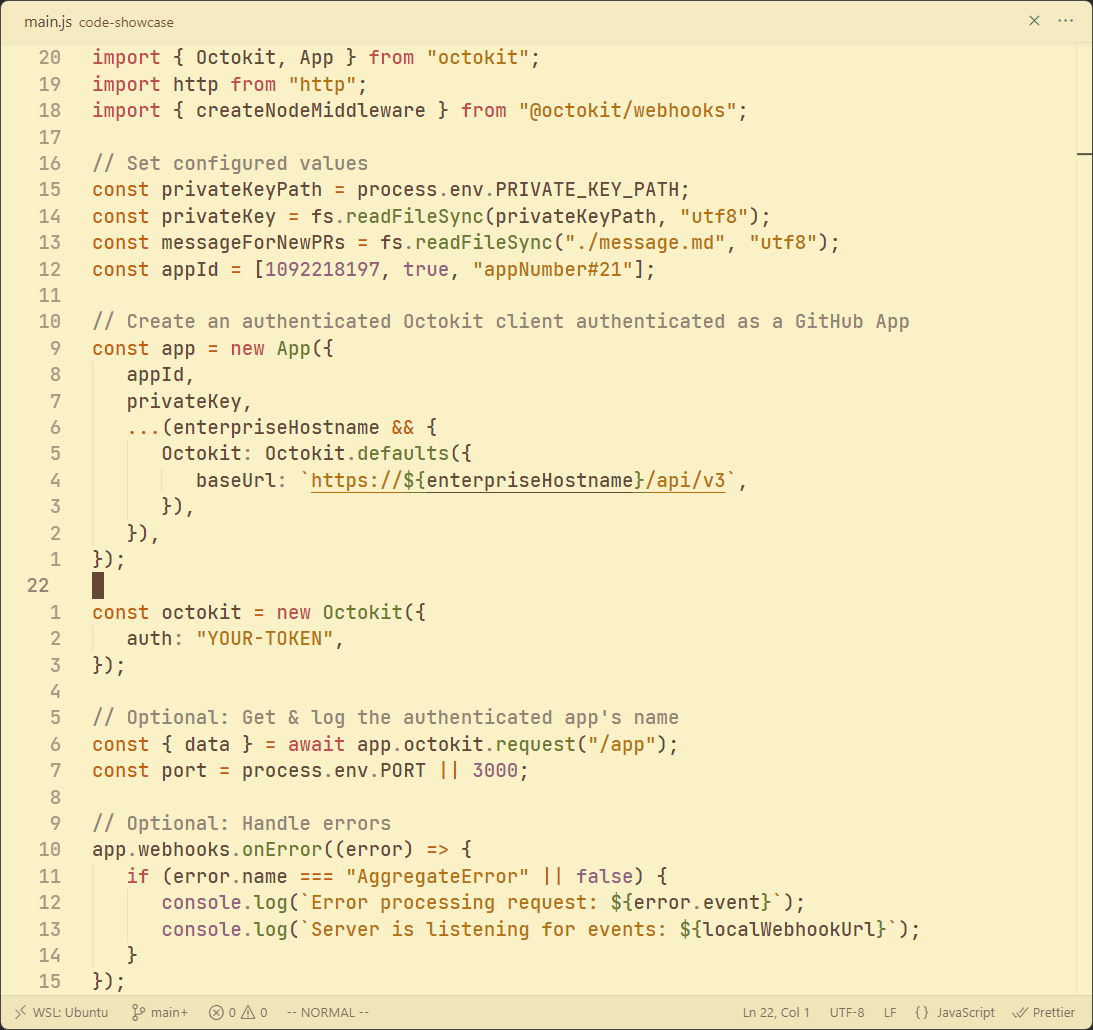 main.js code-showcase
20 import { Octokit, App } from "octokit";
19 import http from "http";
18 import { createNodeMiddleware } from "@octokit/webhooks";
17
16 // Set configured values
15 const privateKeyPath = process.env.PRIVATE_KEY_PATH;
14 const privateKey = fs.readFileSync(privateKeyPath, "utf8");
13 const messageForNewPRs = fs.readFileSync("./message.md", "utf8");
12 const appId = [1092218197, true, "appNumber#21"];
11
10 // Create an authenticated Octokit client authenticated as a GitHub App
9 const app = new App({
8    appId,
7    privateKey,
6    ...(enterpriseHostname && {
5       Octokit: Octokit.defaults({
4          baseUrl: `https://${enterpriseHostname}/api/v3`,
3       }),
2    }),
1 });
22
1 const octokit = new Octokit({
2    auth: "YOUR-TOKEN",
3 });
4
5 // Optional: Get & log the authenticated app's name
6 const { data } = await app.octokit.request("/app");
7 const port = process.env.PORT || 3000;
8
9 // Optional: Handle errors
10 app.webhooks.onError((error) => {
11    if (error.name === "AggregateError" || false) {
12       console.log(`Error processing request: ${error.event}`);
13       console.log(`Server is listening for events: ${localWebhookUrl}`);
14    }
15 });
WSL: Ubuntu main+ 0 0 -- NORMAL -- Ln 22, Col 1 UTF-8 LF {} JavaScript Prettier